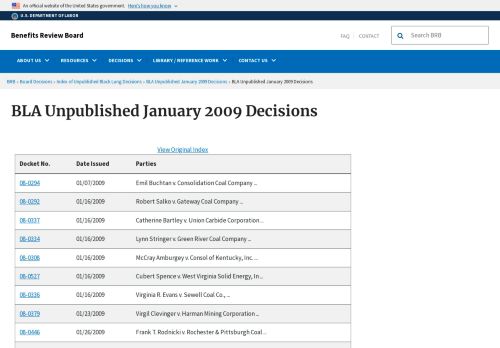 An official website of the United States government. Here's how you know
U.S. DEPARTMENT OF LABOR
Benefits Review Board
FAQ CONTACT
Search BRB
ABOUT US RESOURCES DECISIONS LIBRARY / REFERENCE WORK CONTACT US
BRB » Board Decisions » Index of Unpublished Black Lung Decisions » BLA Unpublished January 2009 Decisions » BLA Unpublished January 2009 Decisions
BLA Unpublished January 2009 Decisions
View Original Index
Docket No. Date Issued Parties
08-0294 01/07/2009 Emil Buchtan v. Consolidation Coal Company ...
08-0292 01/16/2009 Robert Salko v. Gateway Coal Company ...
08-0337 01/16/2009 Catherine Bartley v. Union Carbide Corporation ...
08-0334 01/16/2009 Lynn Stringer v. Green River Coal Company ...
08-0308 01/16/2009 McCray Amburgey v. Consol of Kentucky, Inc. ...
08-0527 01/16/2009 Cubert Spence v. West Virginia Solid Energy, In ...
08-0336 01/16/2009 Virginia R. Evans v. Sewell Coal Co., ...
08-0379 01/23/2009 Virgil Clevinger v. Harman Mining Corporation ...
08-0446 01/26/2009 Frank T. Rodnicki v. Rochester & Pittsburgh Coal ...